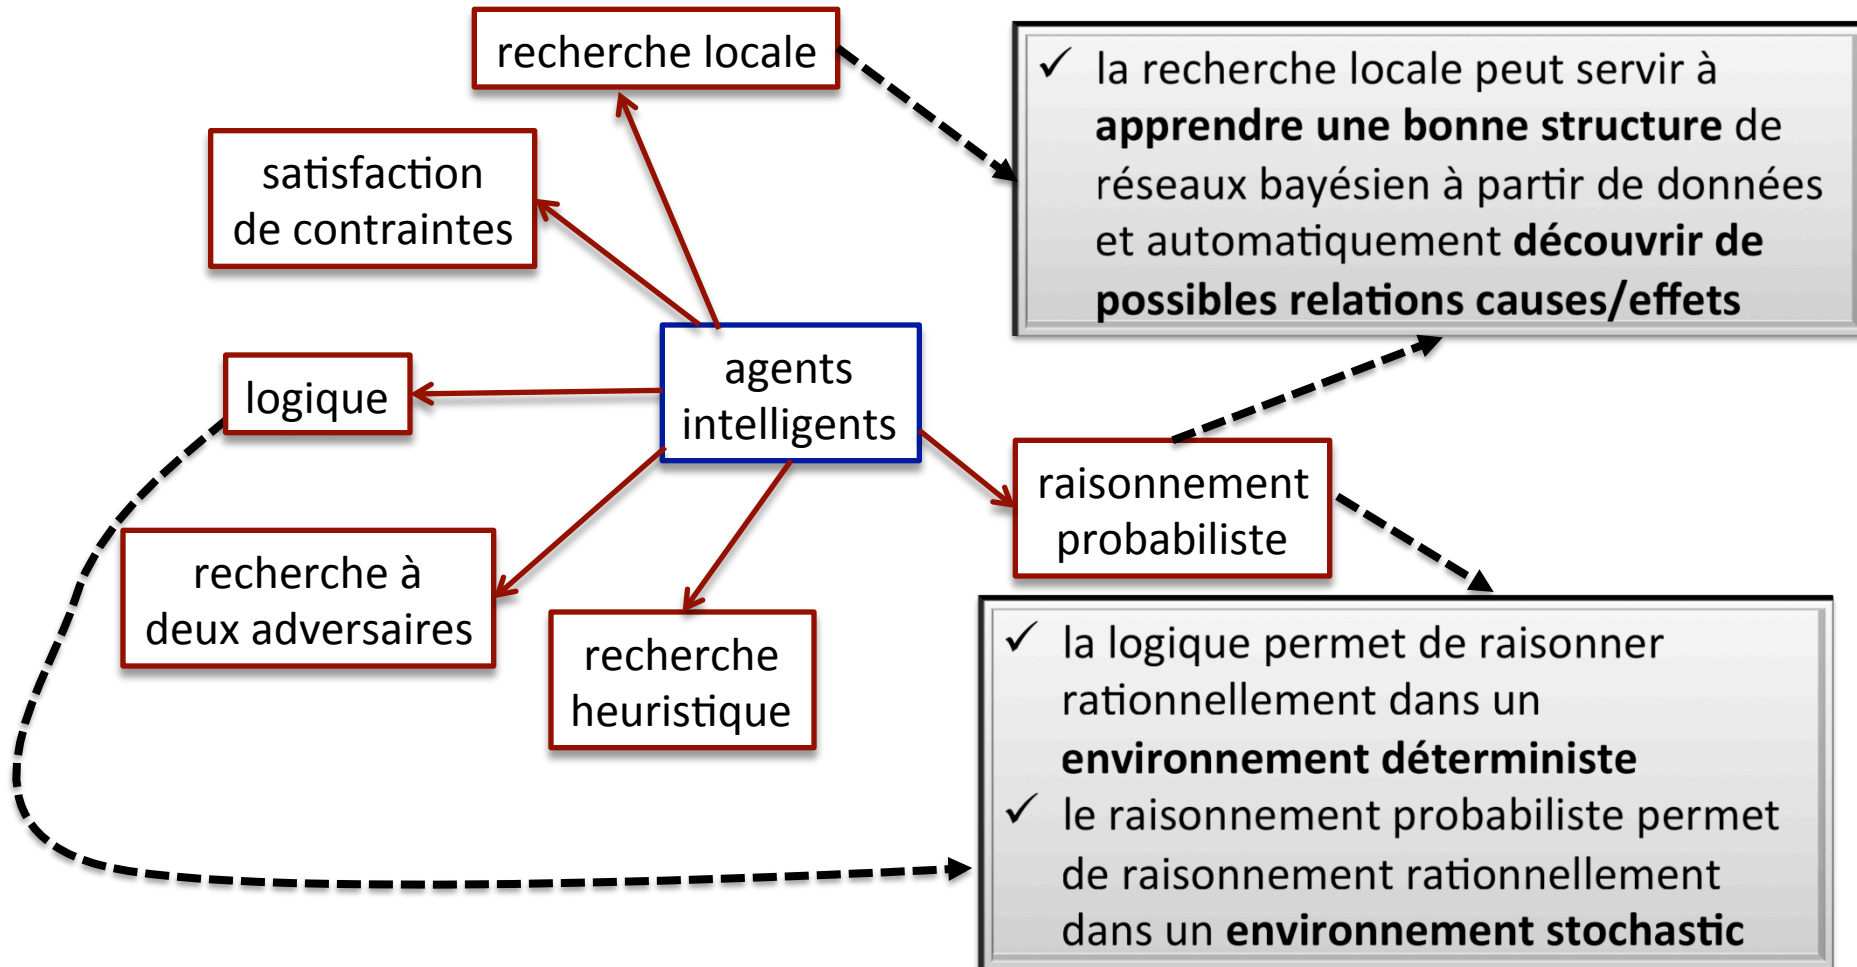 recherche locale
satisfaction
de contraintes
logique
agents
intelligents
recherche à
deux adversaires
recherche
heuristique
raisonnement
probabiliste
✓ la recherche locale peut servir à
apprendre une bonne structure de
réseaux bayésien à partir de données
et automatiquement découvrir de
possibles relations causes/effets
✓ la logique permet de raisonner
rationnellement dans un
environnement déterministe
✓ le raisonnement probabiliste permet
de raisonnement rationnellement
dans un environnement stochastic